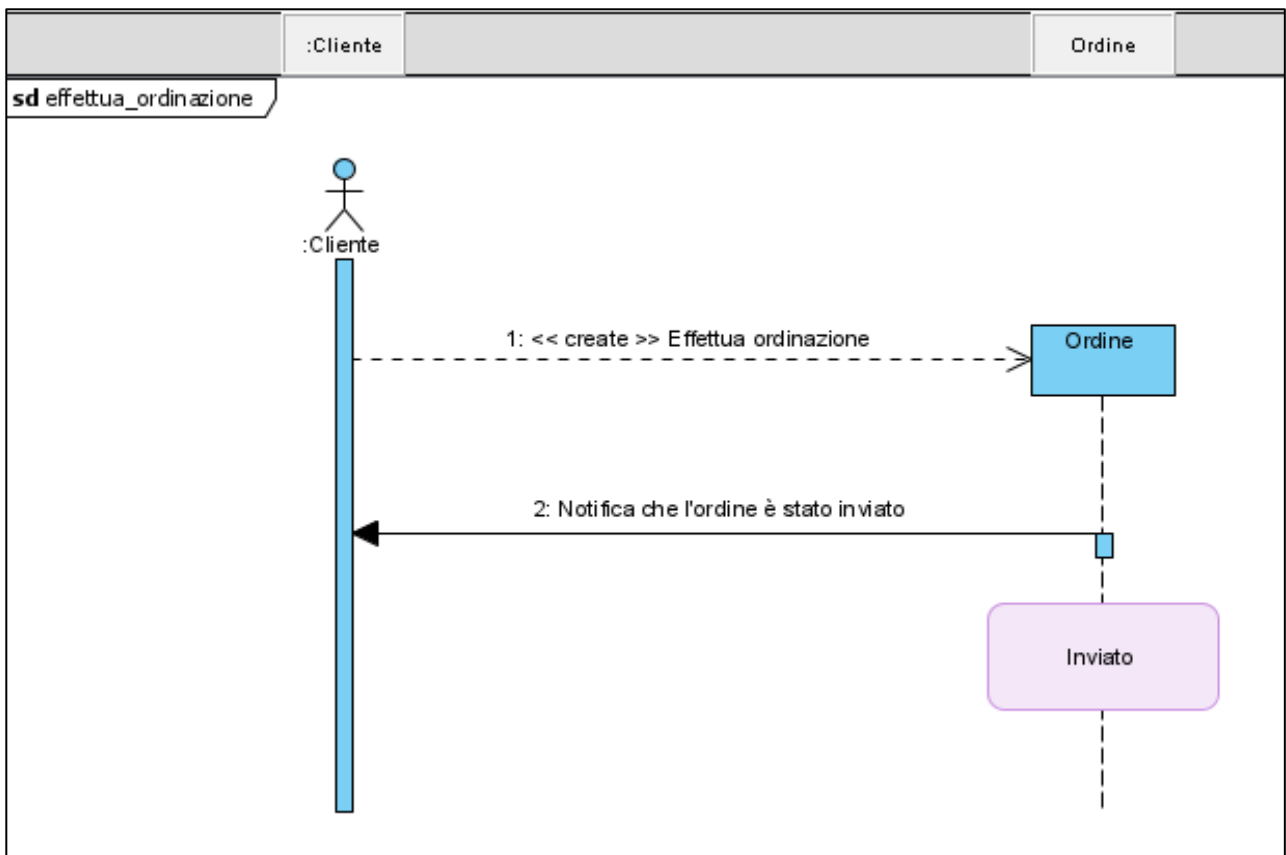 :Cliente
Ordine
sd effettua_ordinazione
:Cliente
1: << create >> Effettua ordinazione
Ordine
2: Notifica che l'ordine è stato inviato
Inviato